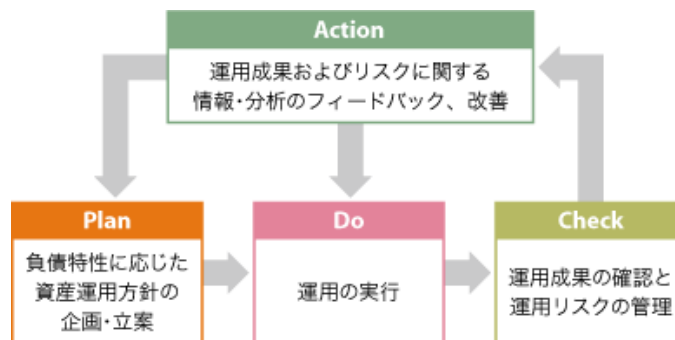 Action
運用成果およびリスクに関する
情報・分析のフィードバック、改善
Plan
負債特性に応じた
資産運用方針の
企画・立案
Do
運用の実行
Check
運用成果の確認と
運用リスクの管理